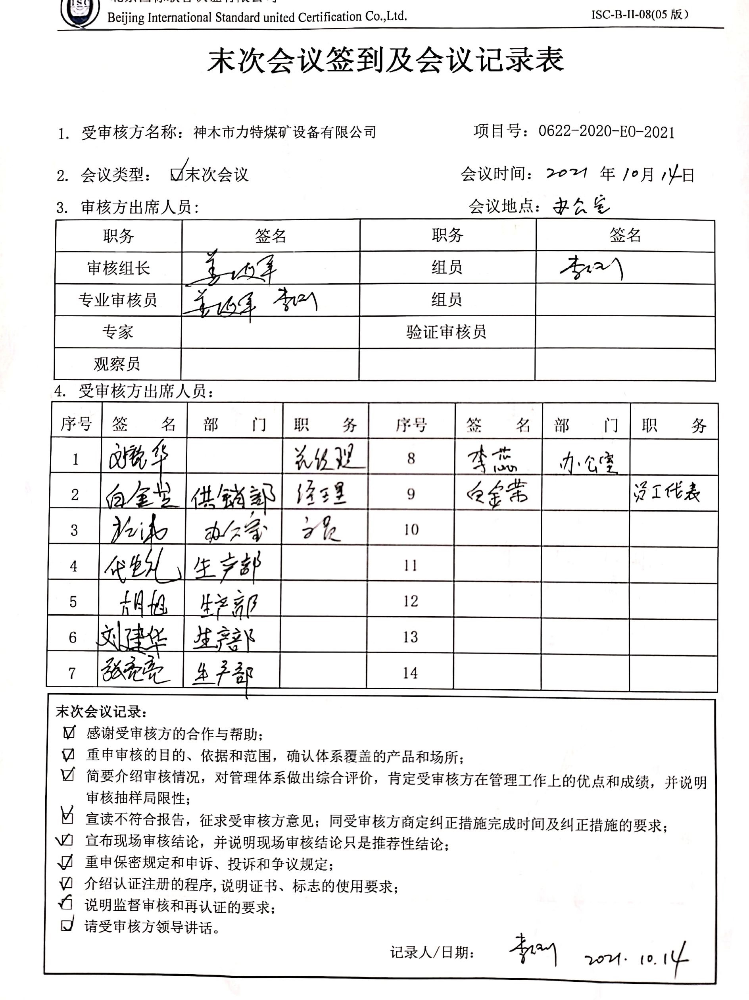 北京国标联合认证有限公司
ISC
Beijing International Standard united Certification Co.,Ltd. ISC-B-II-08(05 版)
末次会议签到及会议记录表
1. 受审核方名称：神木市力特煤矿设备有限公司 项目号：0622-2020-EO-2021
2. 会议类型： ☑末次会议 会议时间：2021 年 10月 14日
3. 审核方出席人员： 会议地点：办公室
职务 签名 职务 签名
审核组长 组员
专业审核员 组员
专家 验证审核员
观察员
4. 受审核方出席人员：
序号 签 名 部 门 职 务 序号 签 名 部 门 职 务
1 总经理 8 李蕊 办公室
2 白金芝 供销部 经理 9 白金荣 员工代表
3 办公室 文员 10
4 生产部 11
5 胡旭 生产部 12
6 刘建华 生产部 13
7 张亮亮 生产部 14
末次会议记录：
☑ 感谢受审核方的合作与帮助；
☑ 重申审核的目的、依据和范围，确认体系覆盖的产品和场所；
☑ 简要介绍审核情况，对管理体系做出综合评价，肯定受审核方在管理工作上的优点和成绩，并说明
审核抽样局限性；
☑ 宣读不符合报告，征求受审核方意见；同受审核方商定纠正措施完成时间及纠正措施的要求；
☑ 宣布现场审核结论，并说明现场审核结论只是推荐性结论；
☑ 重申保密规定和申诉、投诉和争议规定；
☑ 介绍认证注册的程序,说明证书、标志的使用要求；
☑ 说明监督审核和再认证的要求；
☑ 请受审核方领导讲话。
记录人/日期： 2021. 10.14